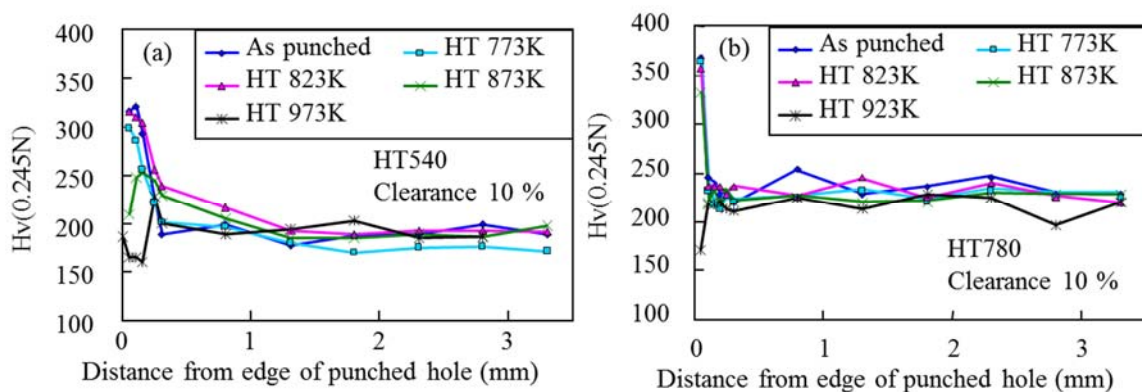 400
350
300
250
200
150
100
Hv(0.245N)
(a)
As punched
HT 773K
HT 823K
HT 873K
HT 973K
HT540
Clearance 10 %
0
1
2
3
Distance from edge of punched hole (mm)
400
350
300
250
200
150
100
Hv(0.245N)
(b)
As punched
HT 773K
HT 823K
HT 873K
HT 923K
HT780
Clearance 10 %
0
1
2
3
Distance from edge of punched hole (mm)